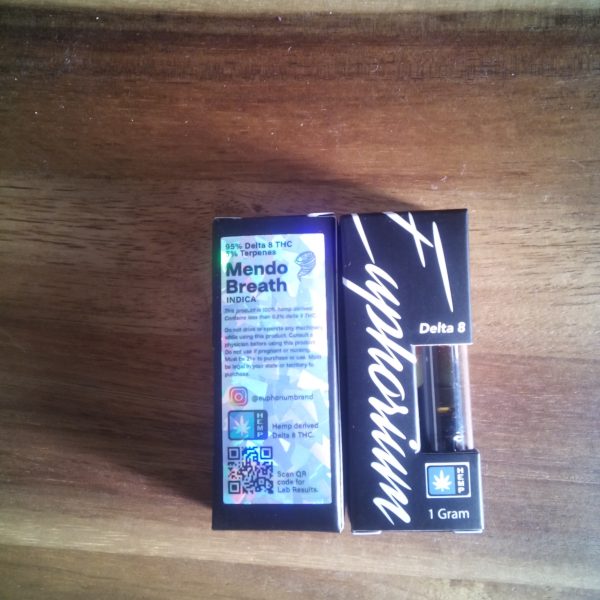 95% Delta 8 THC
5% Terpenes
Mendo
Breath
INDICA
This product is 100% hemp derived
Contains less than 0.3% delta 9 THC
Do not drive or operate any machinery
while using this product. Consult a
physician before using this product.
Do not use if pregnant or nursing.
Must be 21+ to purchase or use. Must
be legal in your state or territory to
purchase.
@euphoriumbrand
HEMP
Hemp derived
Delta 8 THC.
Scan QR
code for
Lab Results.
Euphorium
Delta 8
HEMP
1 Gram